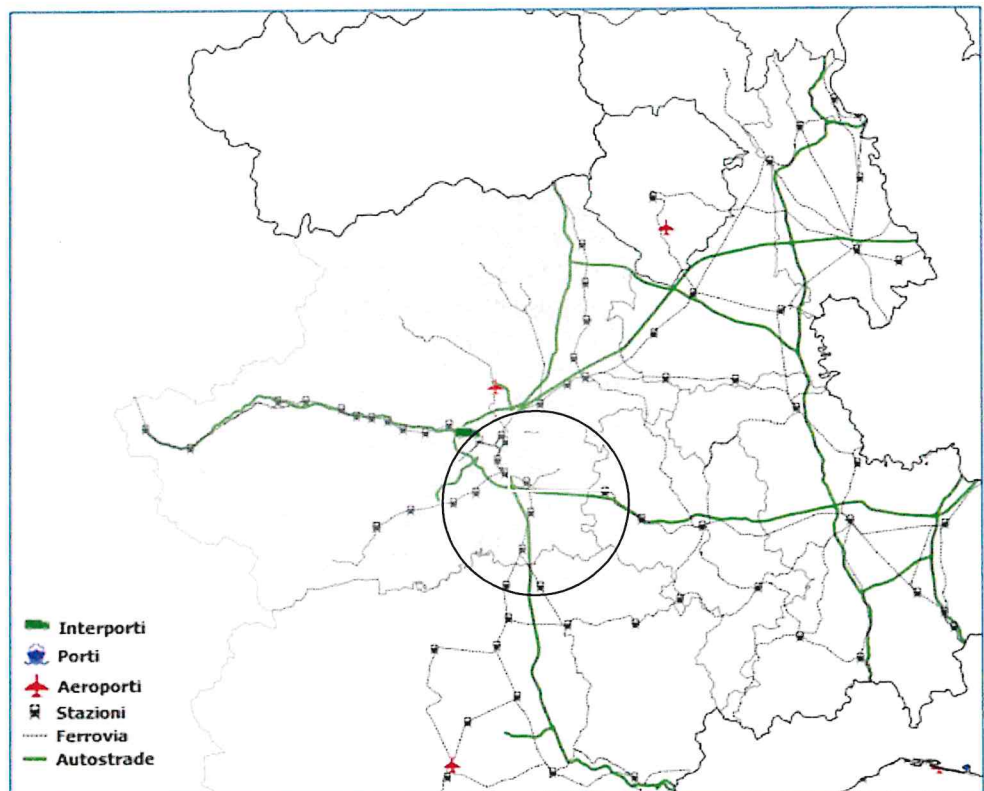 Interporti
Porti
Aeroporti
Stazioni
Ferrovia
Autostrade